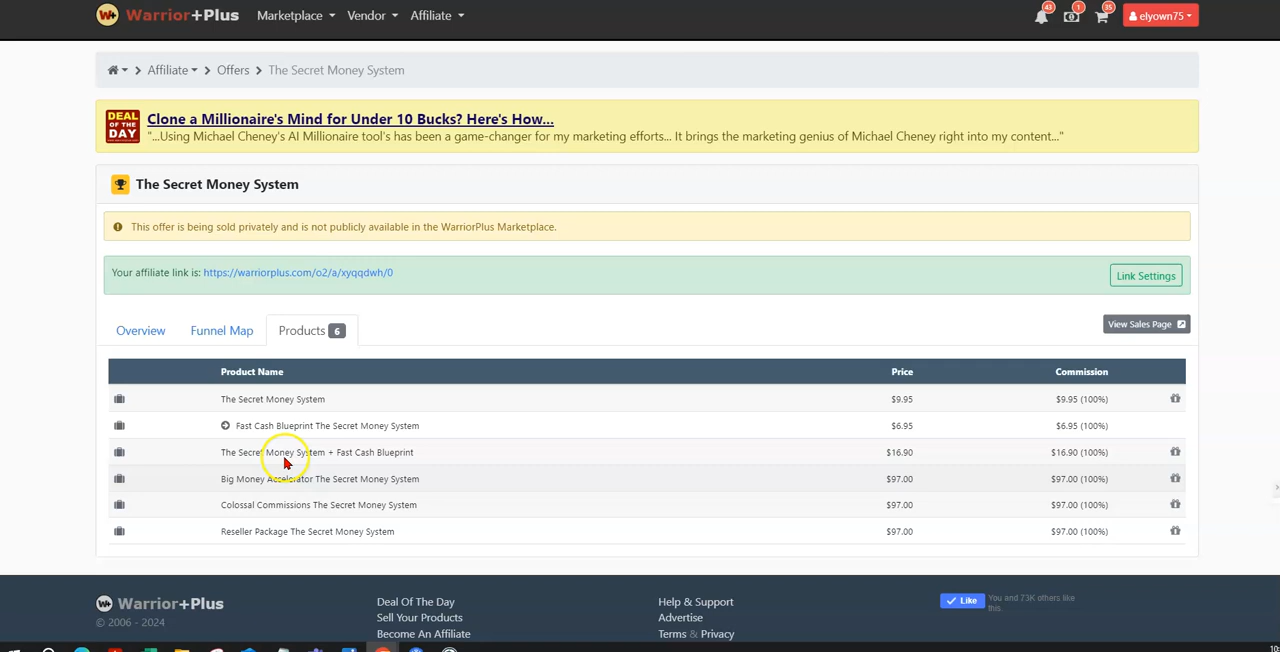 Warrior+Plus Marketplace Vendor Affiliate 43 1 35 elyown75
Affiliate Offers The Secret Money System
DEAL OF THE DAY Clone a Millionaire's Mind for Under 10 Bucks? Here's How...
"...Using Michael Cheney's AI Millionaire tool's has been a game-changer for my marketing efforts... It brings the marketing genius of Michael Cheney right into my content..."
The Secret Money System
This offer is being sold privately and is not publicly available in the WarriorPlus Marketplace.
Your affiliate link is: https://warriorplus.com/o2/a/xyqqdwh/0 Link Settings
Overview Funnel Map Products 6 View Sales Page
Product Name Price Commission
The Secret Money System $9.95 $9.95 (100%)
Fast Cash Blueprint The Secret Money System $6.95 $6.95 (100%)
The Secret Money System + Fast Cash Blueprint $16.90 $16.90 (100%)
Big Money Accelerator The Secret Money System $97.00 $97.00 (100%)
Colossal Commissions The Secret Money System $97.00 $97.00 (100%)
Reseller Package The Secret Money System $97.00 $97.00 (100%)
W+ Warrior+Plus Deal Of The Day Help & Support Like You and 73K others like this.
© 2006 - 2024 Sell Your Products Advertise
Become An Affiliate Terms & Privacy